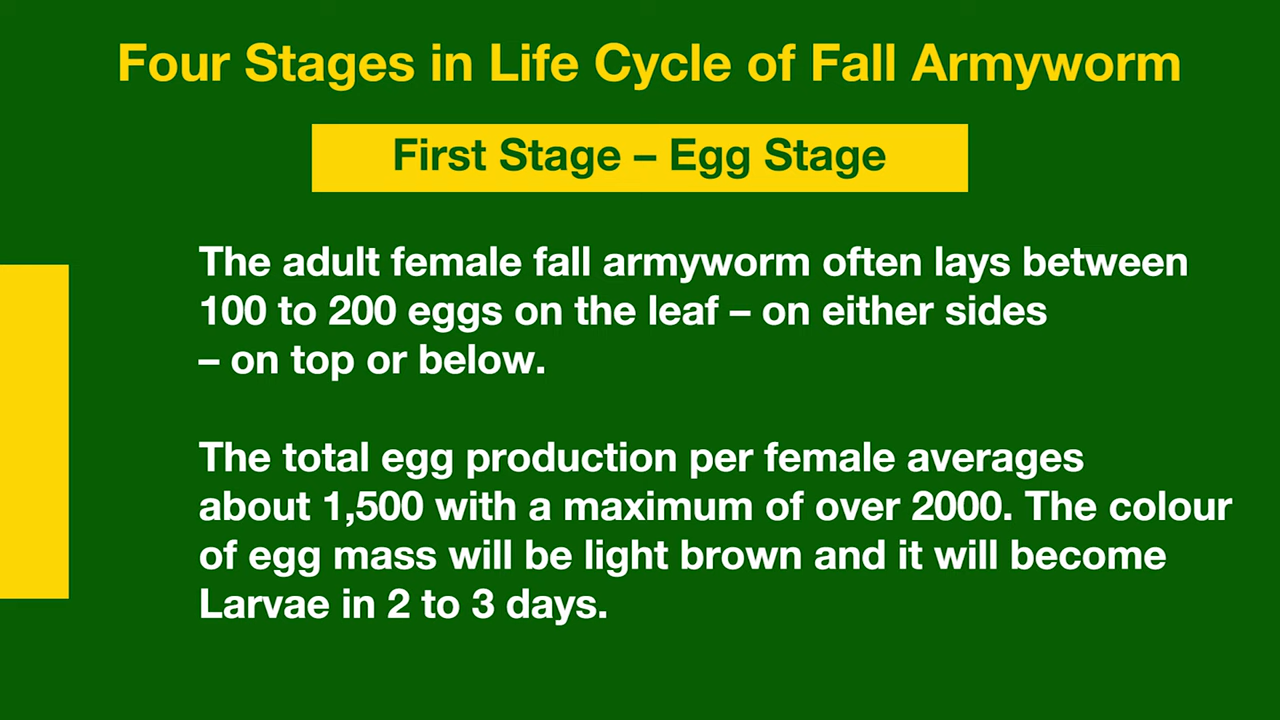 Four Stages in Life Cycle of Fall Armyworm
First Stage – Egg Stage
The adult female fall armyworm often lays between
100 to 200 eggs on the leaf – on either sides
– on top or below.
The total egg production per female averages
about 1,500 with a maximum of over 2000. The colour
of egg mass will be light brown and it will become
Larvae in 2 to 3 days.